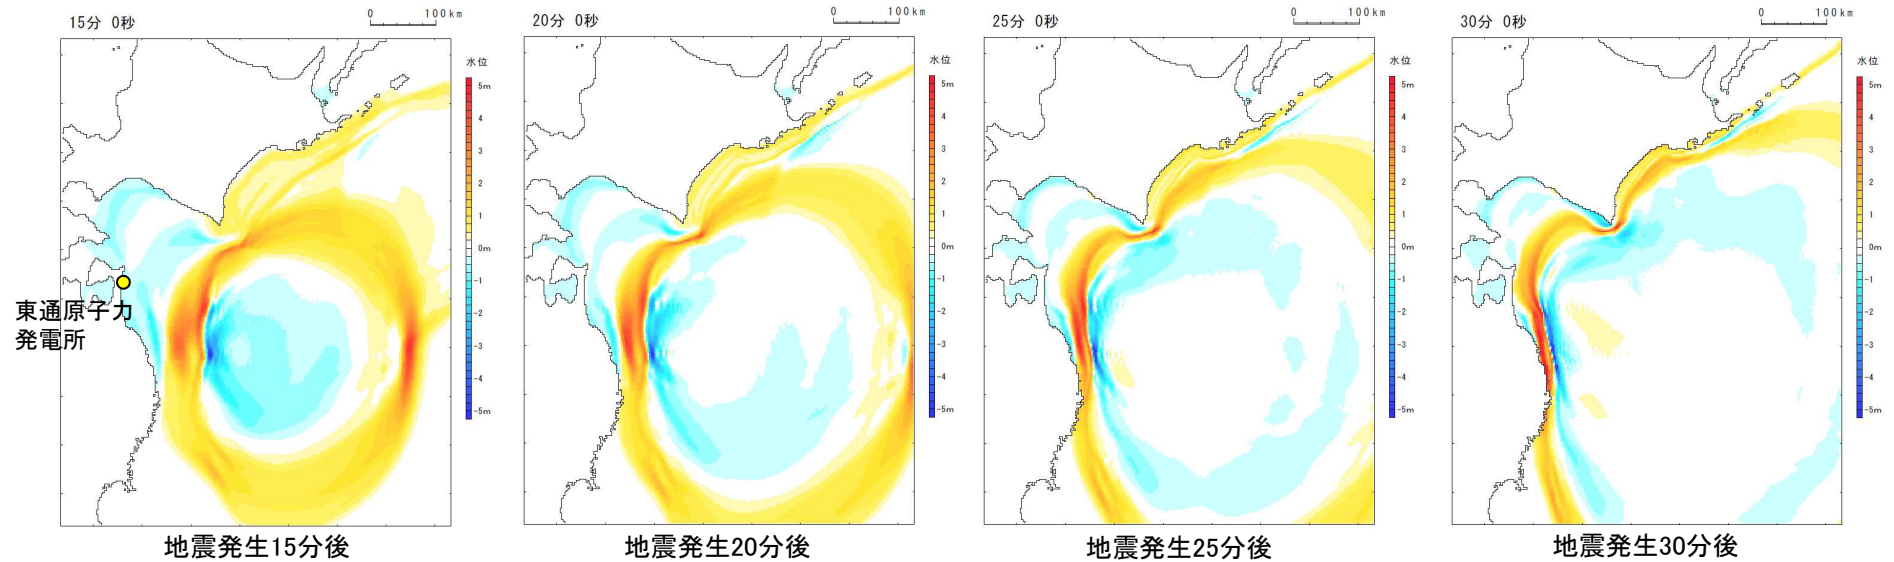 15分 0秒
0 100km
水位
5m
4
3
2
1
0m
-1
-2
-3
-4
-5m
東通原子力
発電所
地震発生15分後
20分 0秒
0 100km
水位
5m
4
3
2
1
0m
-1
-2
-3
-4
-5m
地震発生20分後
25分 0秒
0 100km
水位
5m
4
3
2
1
0m
-1
-2
-3
-4
-5m
地震発生25分後
30分 0秒
0 100km
水位
5m
4
3
2
1
0m
-1
-2
-3
-4
-5m
地震発生30分後